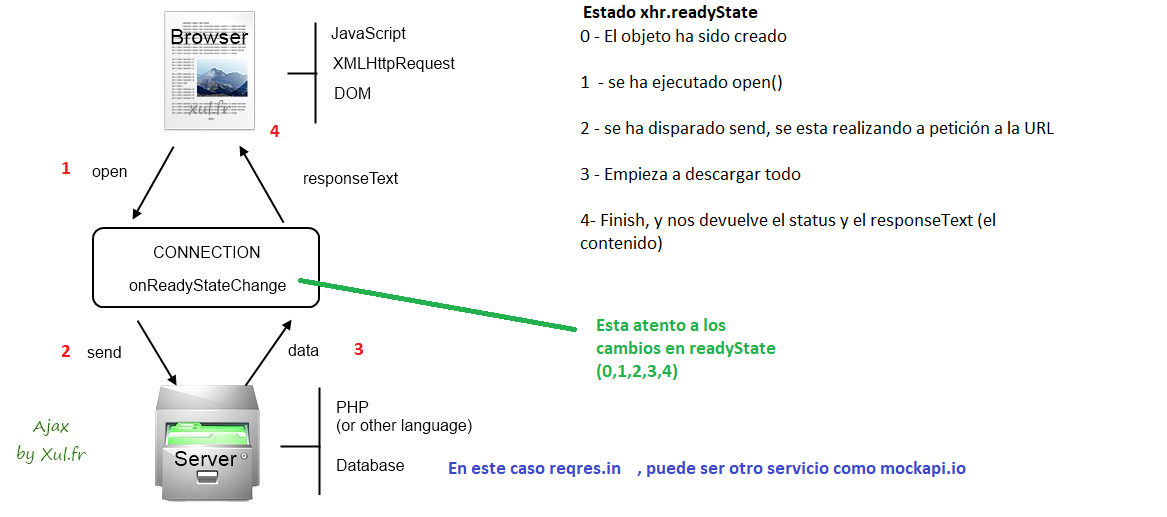 Browser
xul.fr
JavaScript
XMLHttpRequest
DOM
4
1
open
responseText
CONNECTION
onReadyStateChange
2
send
data
3
Ajax
by Xul.fr
Server
PHP
(or other language)
Database
En este caso reqres.in , puede ser otro servicio como mockapi.io
Estado xhr.readyState
0 - El objeto ha sido creado
1 - se ha ejecutado open()
2 - se ha disparado send, se esta realizando a petición a la URL
3 - Empieza a descargar todo
4- Finish, y nos devuelve el status y el responseText (el
contenido)
Esta atento a los
cambios en readyState
(0,1,2,3,4)